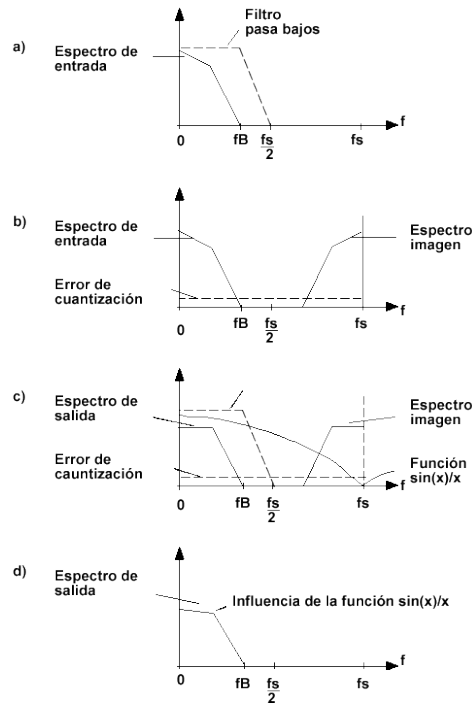 a)
Espectro de
entrada
Filtro
pasa bajos
f
0
fB
fs
2
fs
b)
Espectro de
entrada
Espectro
imagen
Error de
cuantización
f
0
fB
fs
2
fs
c)
Espectro de
salida
Espectro
imagen
Error de
cauntización
Función
sin(x)/x
f
0
fB
fs
2
fs
d)
Espectro de
salida
Influencia de la función sin(x)/x
f
0
fB
fs
2
fs